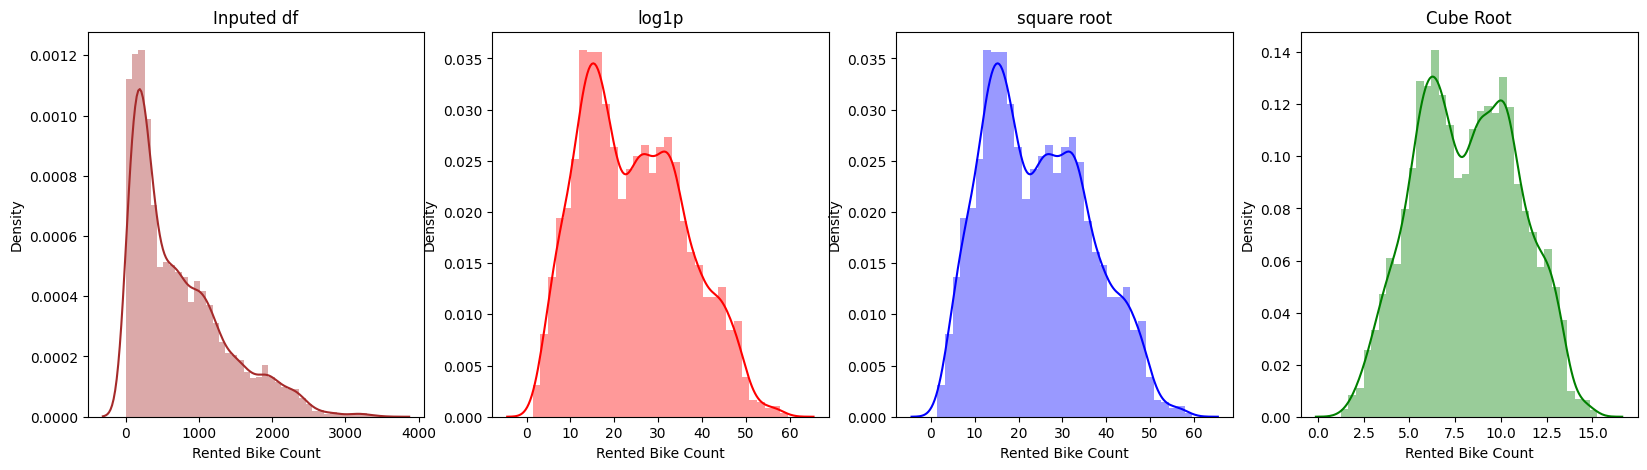 Inputed df
0.0012
0.0010
0.0008
0.0006
0.0004
0.0002
0.0000
Density
0 1000 2000 3000 4000
Rented Bike Count
log1p
0.035
0.030
0.025
0.020
0.015
0.010
0.005
0.000
Density
0 10 20 30 40 50 60
Rented Bike Count
square root
0.035
0.030
0.025
0.020
0.015
0.010
0.005
0.000
Density
0 10 20 30 40 50 60
Rented Bike Count
Cube Root
0.14
0.12
0.10
0.08
0.06
0.04
0.02
0.00
Density
0.0 2.5 5.0 7.5 10.0 12.5 15.0
Rented Bike Count